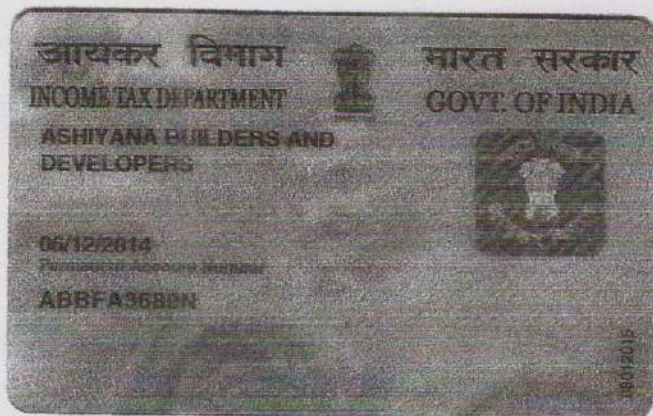 आयकर विभाग
भारत सरकार
INCOME TAX DEPARTMENT
GOVT. OF INDIA
ASHIYANA BUILDERS AND
DEVELOPERS
06/12/2014
Permanent Account Number